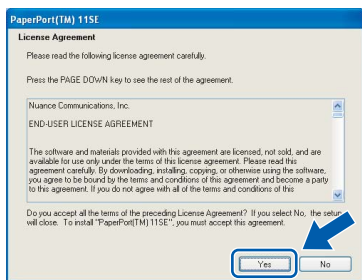 PaperPort(TM) 11SE
License Agreement
Please read the following license agreement carefully.
Press the PAGE DOWN key to see the rest of the agreement.
Nuance Communications, Inc.
END-USER LICENSE AGREEMENT
The software and materials provided with this agreement are licensed, not sold, and are
available for use only under the terms of this license agreement. Please read this
agreement carefully. By downloading, installing, copying, or otherwise using the software,
you agree to be bound by the terms and conditions of this agreement and become a party
to this agreement. If you do not agree with all of the terms and conditions of this
Do you accept all the terms of the preceding License Agreement? If you select No, the setup
will close. To install "PaperPort(TM) 11SE", you must accept this agreement.
Yes
No